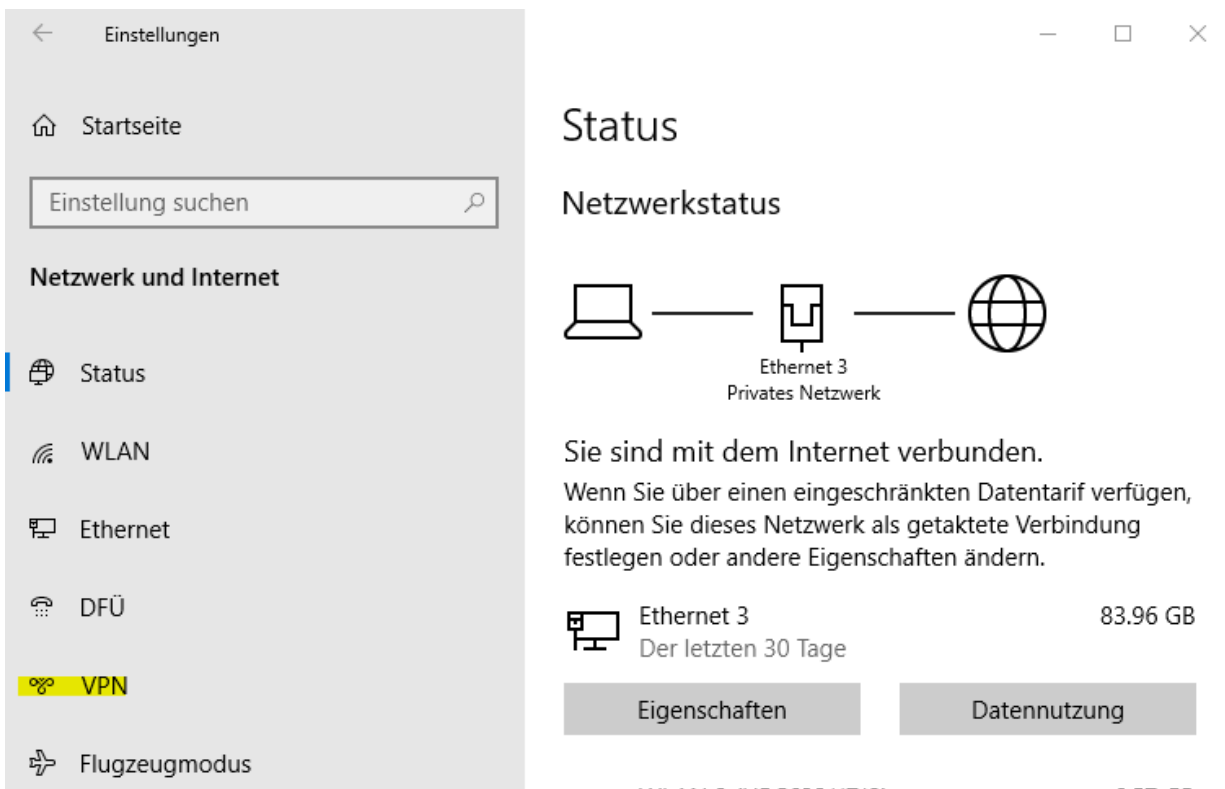 Einstellungen
Startseite
Einstellung suchen
Netzwerk und Internet
Status
WLAN
Ethernet
DFÜ
VPN
Flugzeugmodus
Status
Netzwerkstatus
Ethernet 3
Privates Netzwerk
Sie sind mit dem Internet verbunden.
Wenn Sie über einen eingeschränkten Datentarif verfügen,
können Sie dieses Netzwerk als getaktete Verbindung
festlegen oder andere Eigenschaften ändern.
Ethernet 3 83.96 GB
Der letzten 30 Tage
Eigenschaften Datennutzung